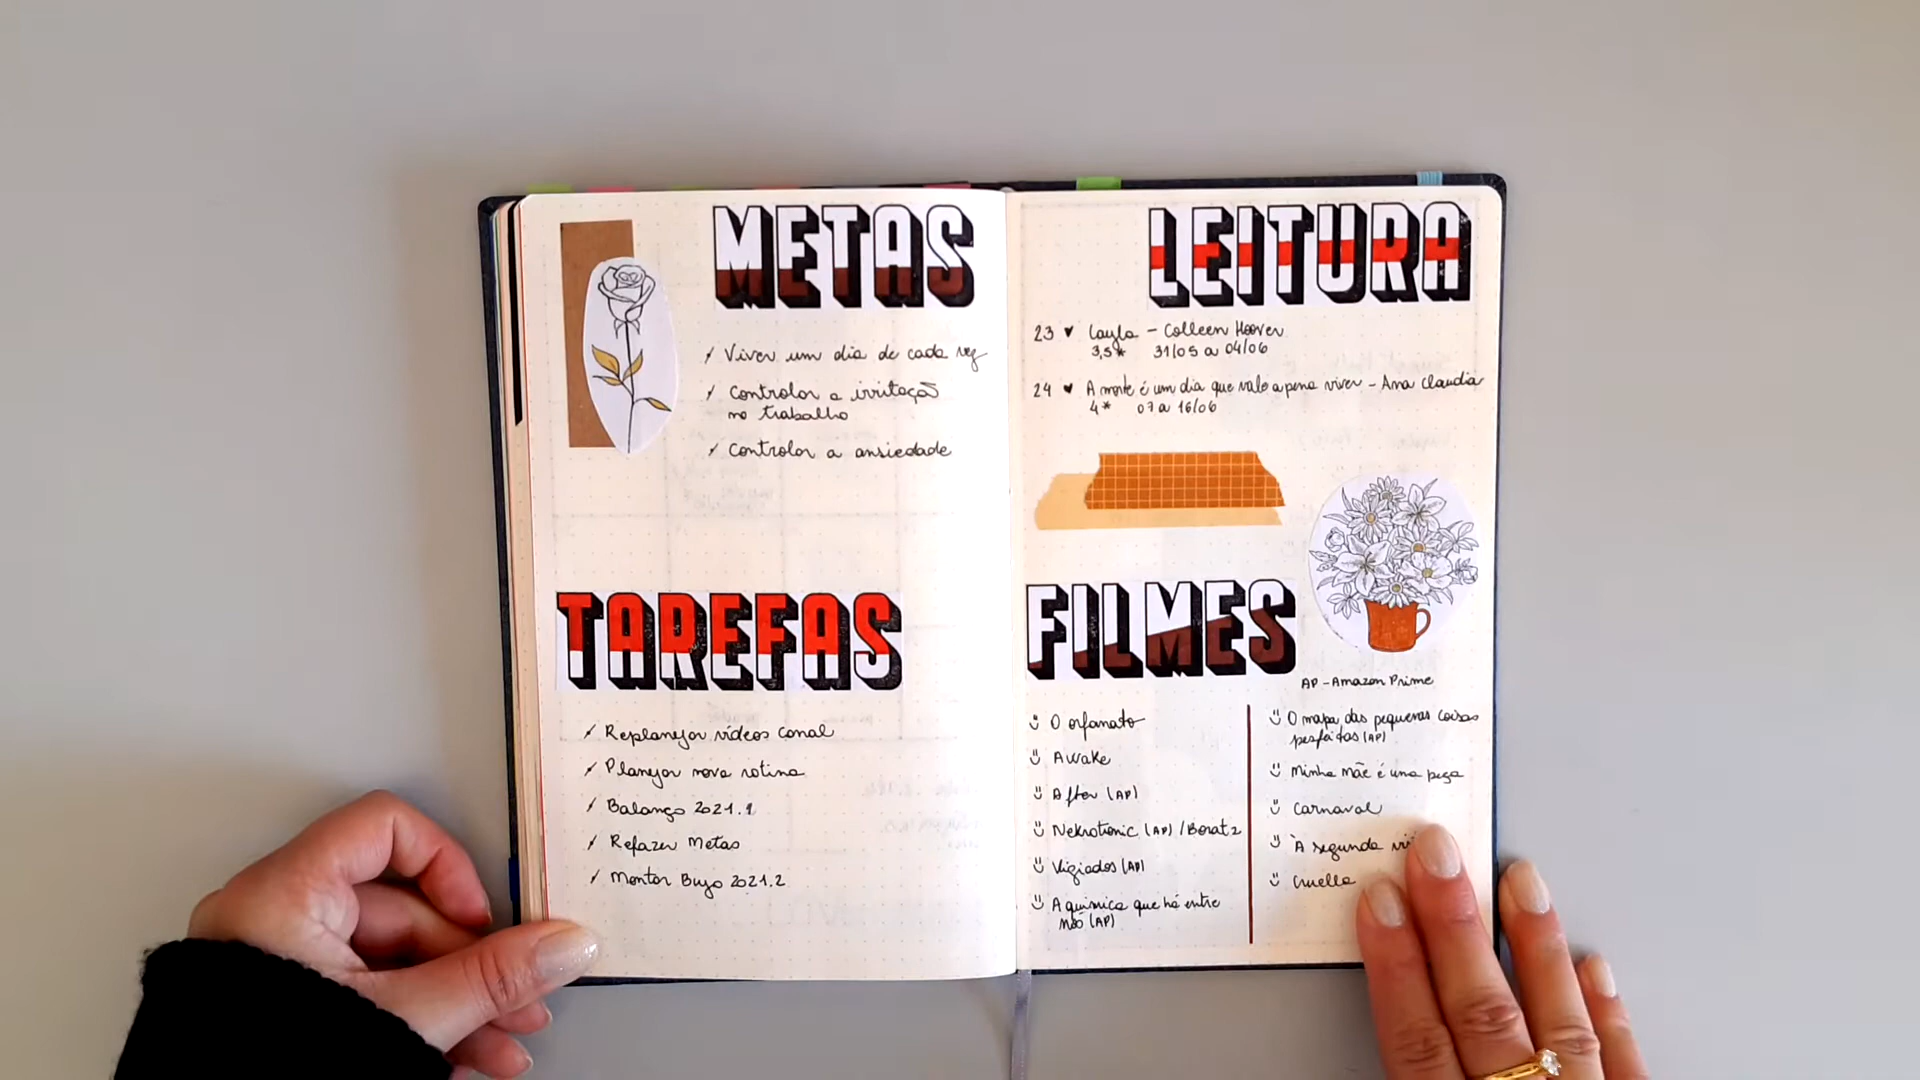 METAS
Viver um dia de cada vez
Controlar a irritação
no trabalho
Controlar a ansiedade
TAREFAS
Replanejar vídeos canal
Planejar nova rotina
Balanço 2021.1
Refazer Metas
Montar Bujo 2021.2
LEITURA
23 ♥ Layla - Colleen Hoover
3,5* 31/05 a 04/06
24 ♥ A morte é um dia que vale a pena viver - Ana Claudia
4* 07 a 16/06
FILMES
AP - Amazon Prime
O orfanato
Awake
After (AP)
Nekrotronic (AP) / Borat 2
Vigiados (AP)
A química que há entre
nós (AP)
O mapa das pequenas coisas
perfeitas (AP)
Minha mãe é uma peça
Carnaval
À segunda
Cruella